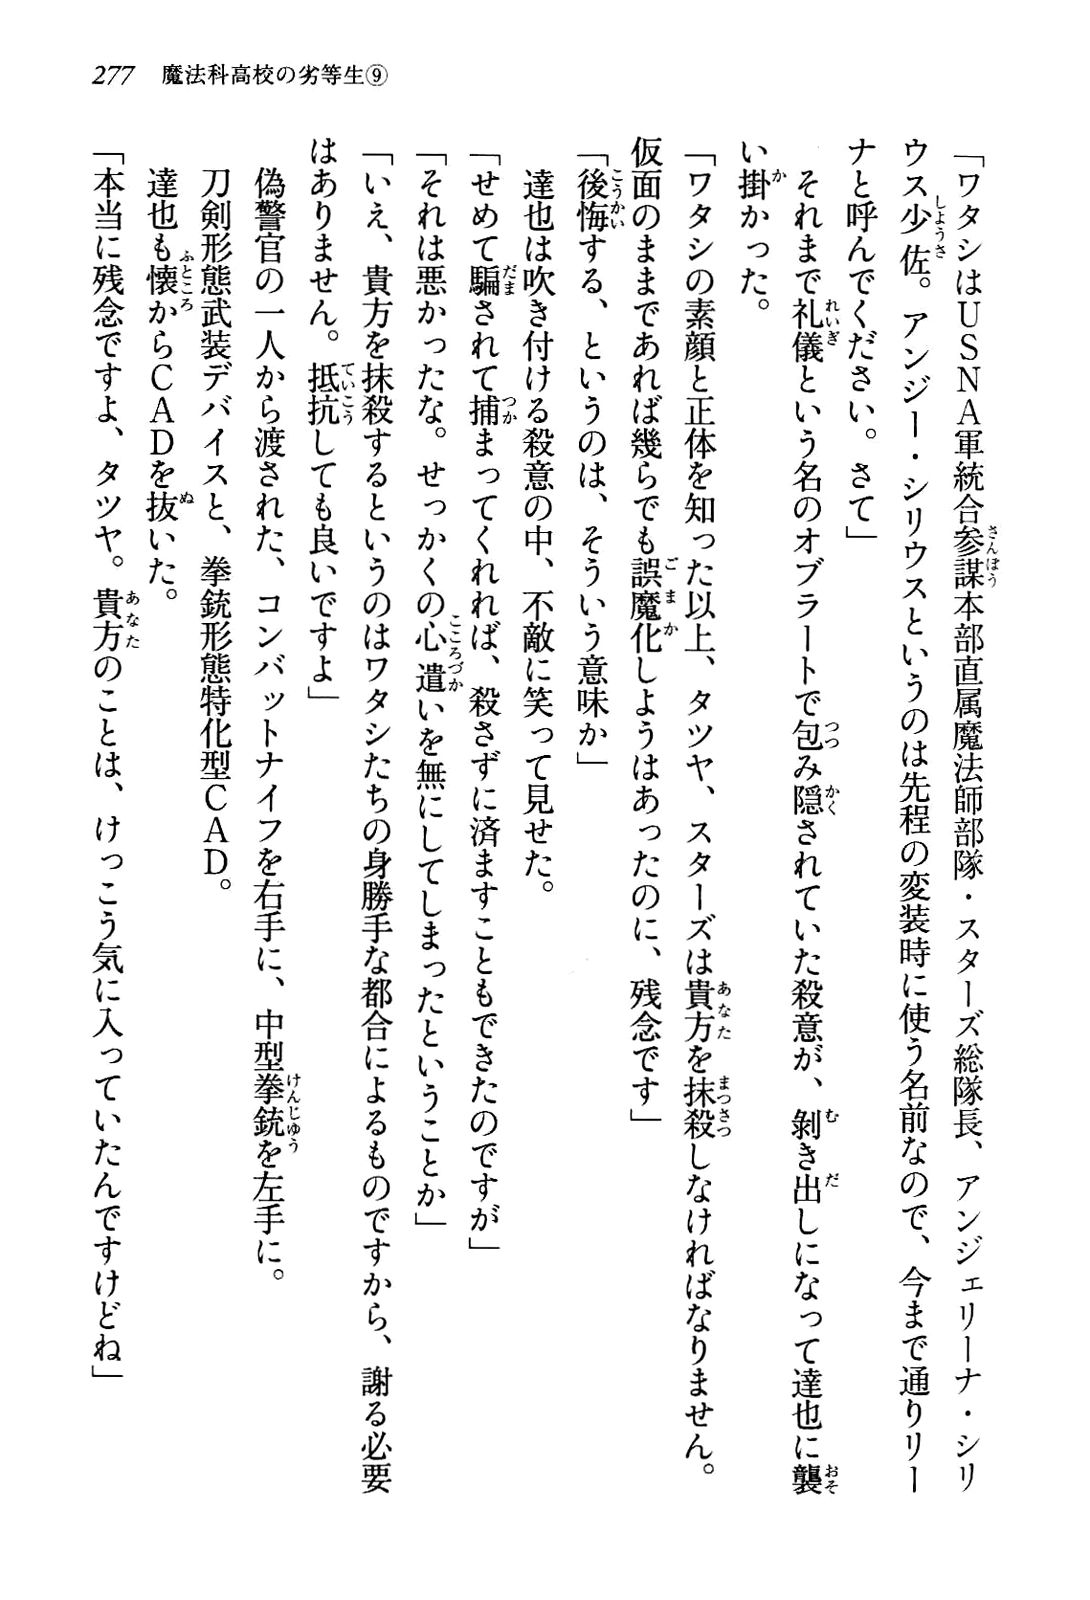 277 魔法科高校の劣等生⑨
「ワタシはUSNA軍統合参謀本部直属魔法師部隊・スターズ総隊長、アンジェリーナ・シリ
ウス少佐。アンジー・シリウスというのは先程の変装時に使う名前なので、今まで通りリー
ナと呼んでください。さて」
それまで礼儀という名のオブラートで包み隠されていた殺意が、剝き出しになって達也に襲
い掛かった。
「ワタシの素顔と正体を知った以上、タツヤ、スターズは貴方を抹殺しなければなりません。
仮面のままであれば幾らでも誤魔化しようはあったのに、残念です」
「後悔する、というのは、そういう意味か」
達也は吹き付ける殺意の中、不敵に笑って見せた。
「せめて騙されて捕まってくれれば、殺さずに済ますこともできたのですが」
「それは悪かったな。せっかくの心遣いを無にしてしまったということか」
「いえ、貴方を抹殺するというのはワタシたちの身勝手な都合によるものですから、謝る必要
はありません。抵抗しても良いですよ」
偽警官の一人から渡された、コンバットナイフを右手に、中型拳銃を左手に。
刀剣形態武装デバイスと、拳銃形態特化型CAD。
達也も懐からCADを抜いた。
「本当に残念ですよ、タツヤ。貴方のことは、けっこう気に入っていたんですけどね」